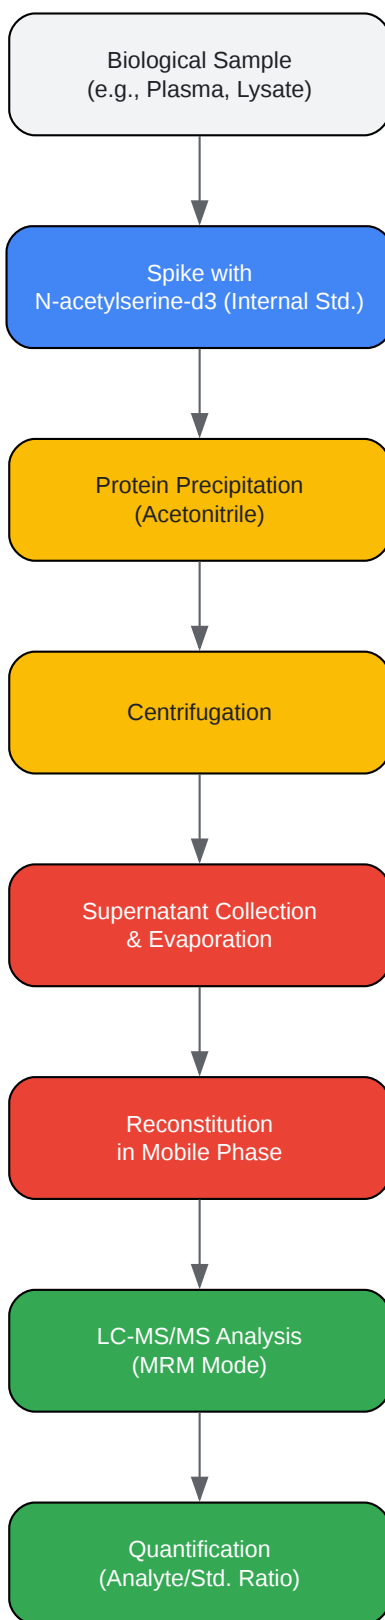 Biological Sample
(e.g., Plasma, Lysate)
Spike with
N-acetylserine-d3 (Internal Std.)
Protein Precipitation
(Acetonitrile)
Centrifugation
Supernatant Collection
& Evaporation
Reconstitution
in Mobile Phase
LC-MS/MS Analysis
(MRM Mode)
Quantification
(Analyte/Std. Ratio)